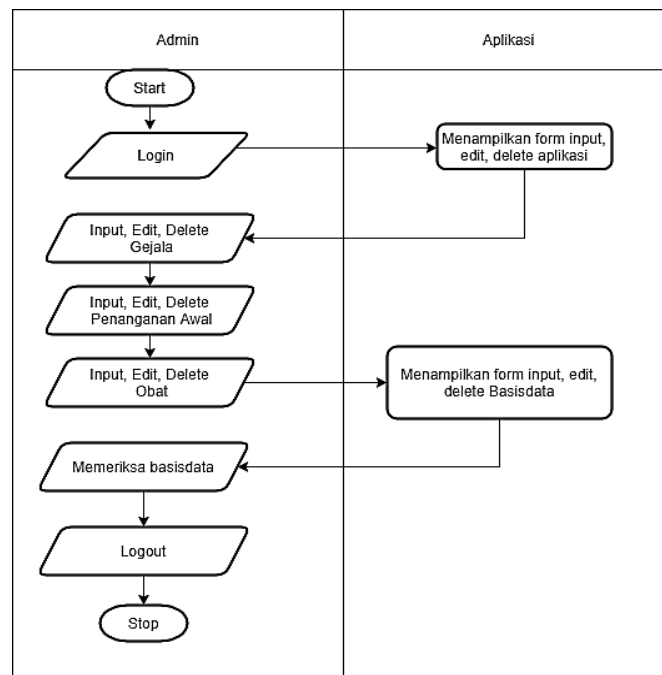 Admin
Aplikasi
Start
Login
Menampilkan form input,
edit, delete aplikasi
Input, Edit, Delete
Gejala
Input, Edit, Delete
Penanganan Awal
Input, Edit, Delete
Obat
Menampilkan form input, edit,
delete Basisdata
Memeriksa basisdata
Logout
Stop